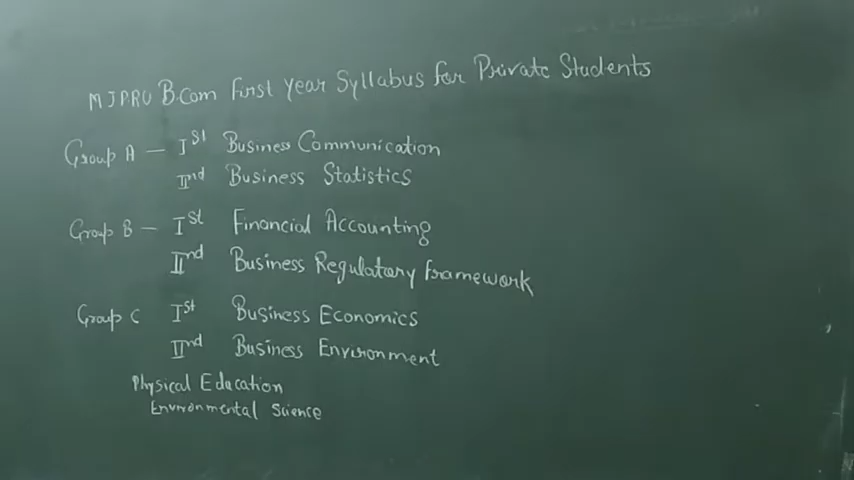 MJPRU B.Com First Year Syllabus for Private Students
Group A — Ist Business Communication
IInd Business Statistics
Group B — Ist Financial Accounting
IInd Business Regulatory framework
Group C Ist Business Economics
IInd Business Environment
Physical Education
Environmental Science